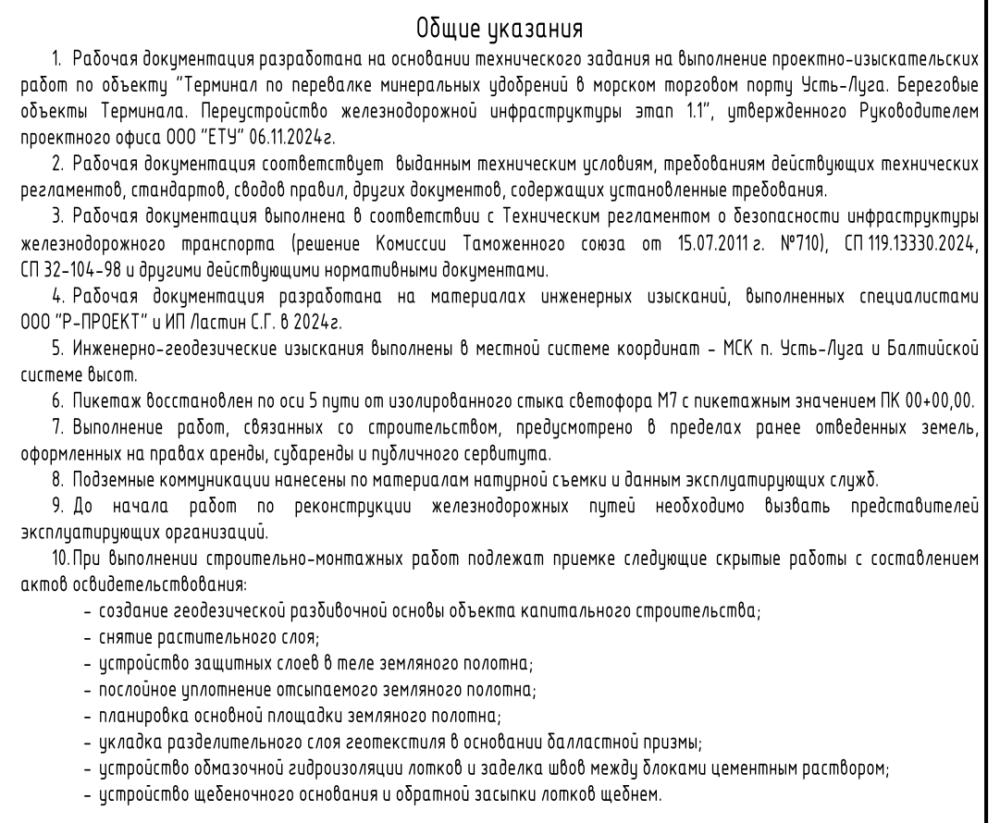 Общие указания
1. Рабочая документация разработана на основании технического задания на выполнение проектно-изыскательских
работ по объекту "Терминал по перевалке минеральных удобрений в морском торговом порту Усть-Луга. Береговые
объекты Терминала. Переустройство железнодорожной инфраструктуры этап 1.1", утвержденного Руководителем
проектного офиса ООО "ЕТУ" 06.11.2024г.
2. Рабочая документация соответствует выданным техническим условиям, требованиям действующих технических
регламентов, стандартов, сводов правил, других документов, содержащих установленные требования.
3. Рабочая документация выполнена в соответствии с Техническим регламентом о безопасности инфраструктуры
железнодорожного транспорта (решение Комиссии Таможенного союза от 15.07.2011 г. №710), СП 119.13330.2024,
СП 32-104-98 и другими действующими нормативными документами.
4. Рабочая документация разработана на материалах инженерных изысканий, выполненных специалистами
ООО "Р-ПРОЕКТ" и ИП Ластин С.Г. в 2024г.
5. Инженерно-геодезические изыскания выполнены в местной системе координат - МСК п. Усть-Луга и Балтийской
системе высот.
6. Пикетаж восстановлен по оси 5 пути от изолированного стыка светофора М7 с пикетажным значением ПК 00+00,00.
7. Выполнение работ, связанных со строительством, предусмотрено в пределах ранее отведенных земель,
оформленных на правах аренды, субаренды и публичного сервитута.
8. Подземные коммуникации нанесены по материалам натурной съемки и данным эксплуатирующих служб.
9. До начала работ по реконструкции железнодорожных путей необходимо вызвать представителей
эксплуатирующих организаций.
10. При выполнении строительно-монтажных работ подлежат приемке следующие скрытые работы с составлением
актов освидетельствования:
- создание геодезической разбивочной основы объекта капитального строительства;
- снятие растительного слоя;
- устройство защитных слоев в теле земляного полотна;
- послойное уплотнение отсыпаемого земляного полотна;
- планировка основной площадки земляного полотна;
- укладка разделительного слоя геотекстиля в основании балластной призмы;
- устройство обмазочной гидроизоляции лотков и заделка швов между блоками цементным раствором;
- устройство щебеночного основания и обратной засыпки лотков щебнем.